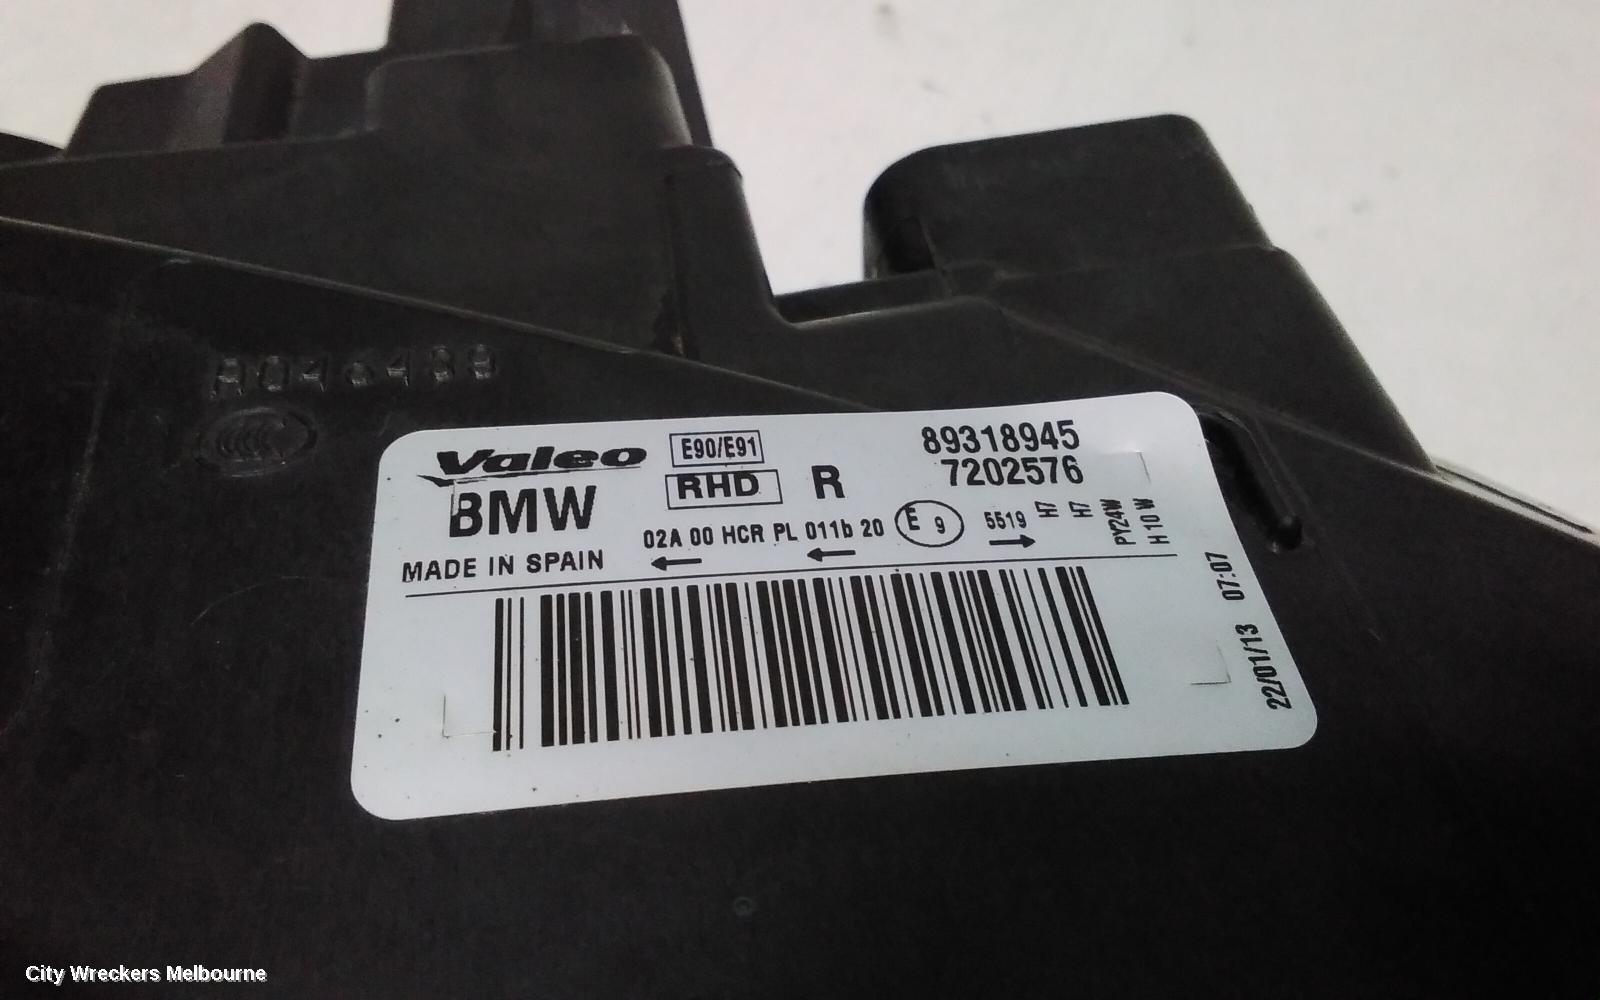 A046489
Valeo
E90/E91
89318945
BMW
RHD
R
7202576
02A 00 HCR PL 011b 20
E 9
5519
H7
H7
PY24W
H 10 W
MADE IN SPAIN
22/01/13 07:07
City Wreckers Melbourne